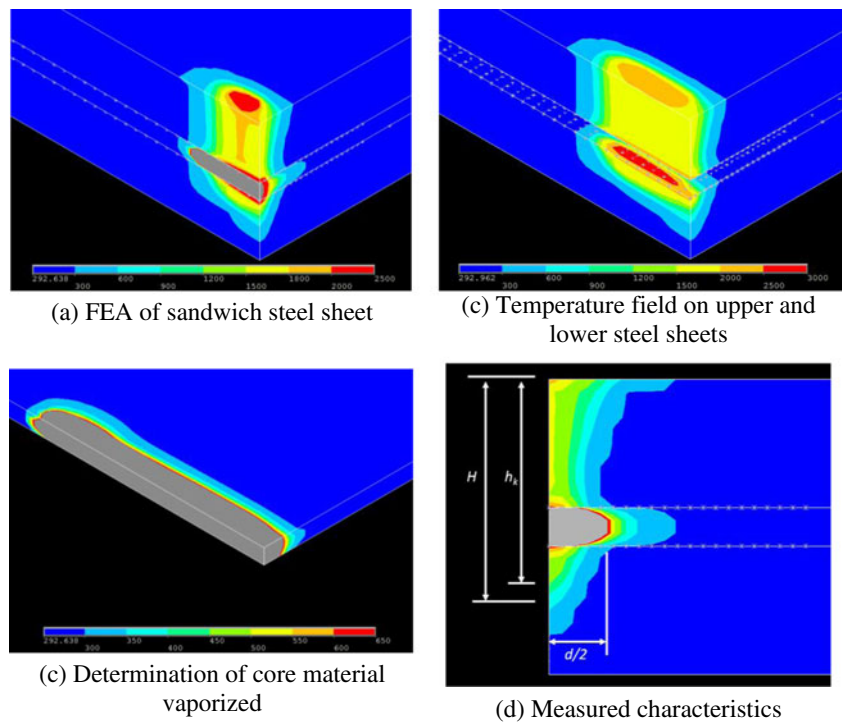 292.638 600 1200 1800 2500
300 900 1500 2000
(a) FEA of sandwich steel sheet
292.962 600 1200 2000 3000
300 900 1500 2500
(c) Temperature field on upper and
lower steel sheets
292.638 350 450 550 650
300 400 500 600
(c) Determination of core material
vaporized
H
hk
d/2
(d) Measured characteristics